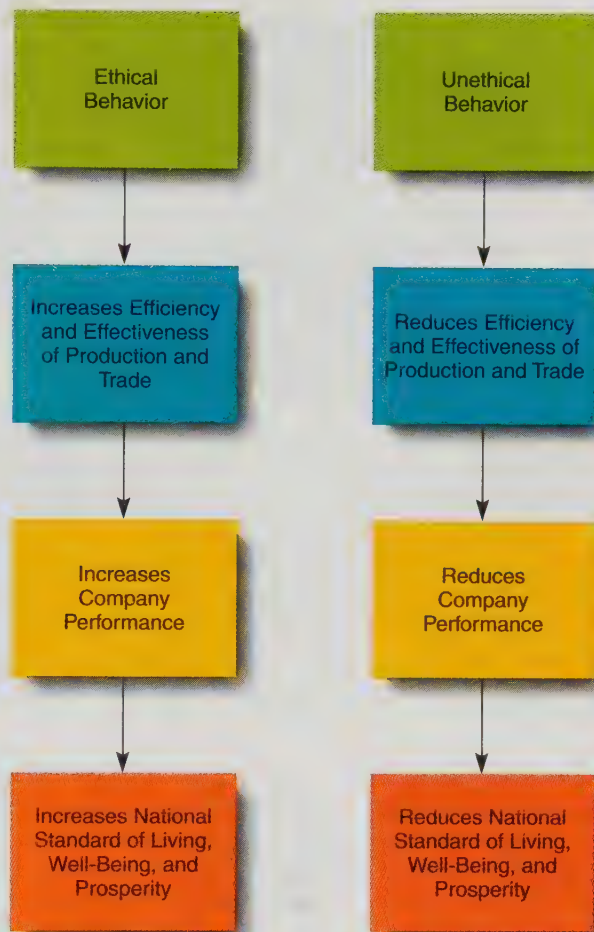 Ethical
Behavior
Increases Efficiency
and Effectiveness
of Production and
Trade
Increases
Company
Performance
Increases National
Standard of Living,
Well-Being, and
Prosperity
Unethical
Behavior
Reduces Efficiency
and Effectiveness of
Production and Trade
Reduces
Company
Performance
Reduces National
Standard of Living,
Well-Being, and
Prosperity